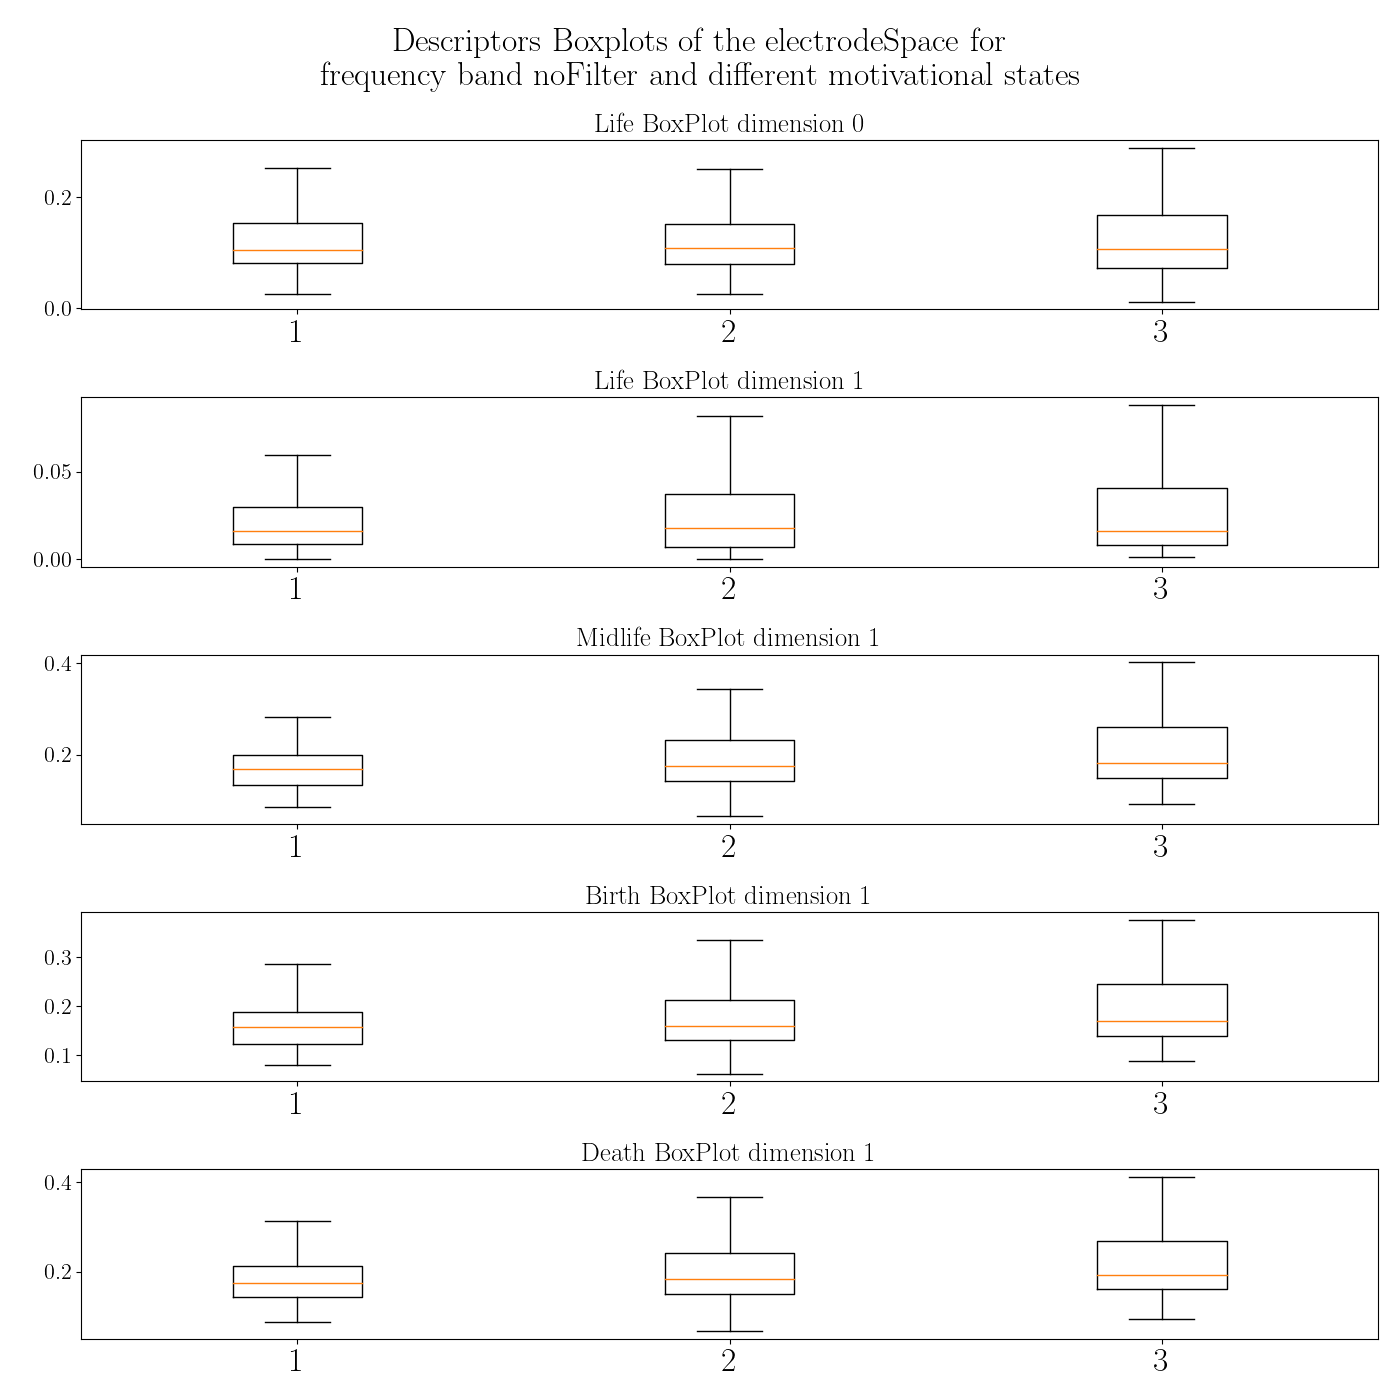 Descriptors Boxplots of the electrodeSpace for
frequency band noFilter and different motivational states
Life BoxPlot dimension 0
0.2
0.0
1 2 3
Life BoxPlot dimension 1
0.05
0.00
1 2 3
Midlife BoxPlot dimension 1
0.4
0.2
1 2 3
Birth BoxPlot dimension 1
0.3
0.2
0.1
1 2 3
Death BoxPlot dimension 1
0.4
0.2
1 2 3